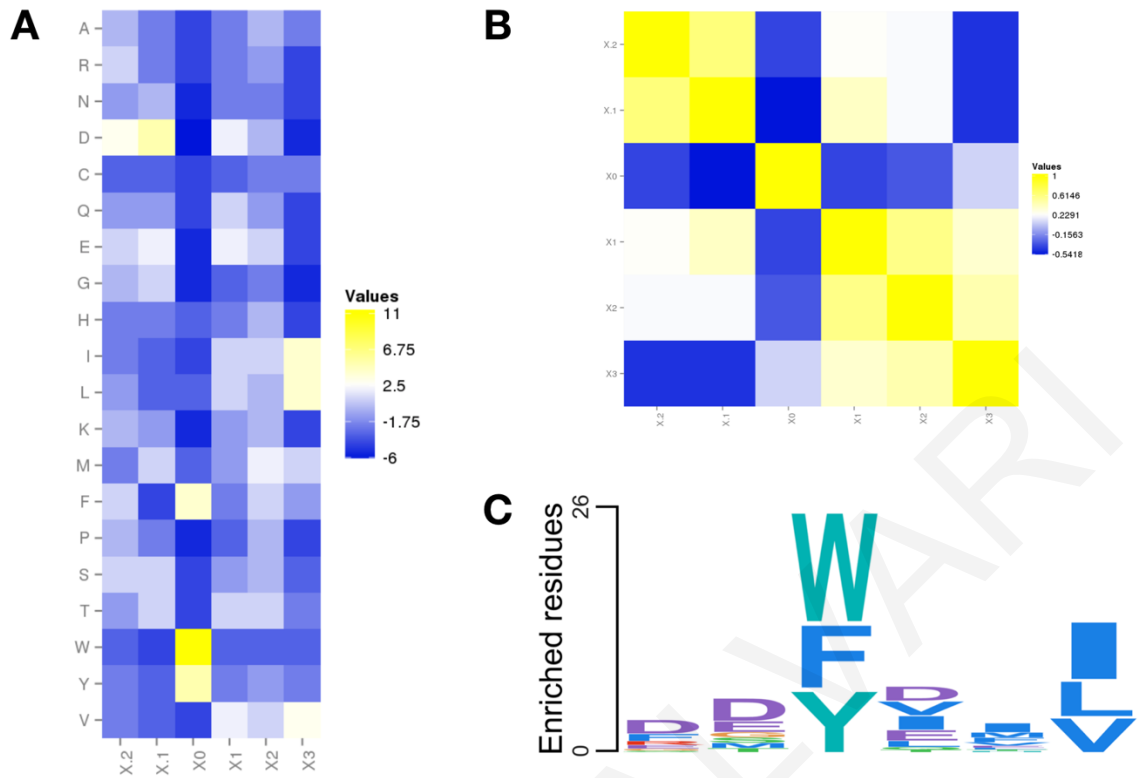 A
A
R
N
D
C
Q
E
G
H
I
L
K
M
F
P
S
T
W
Y
V
X.2 X.1 X0 X1 X2 X3
Values
11
6.75
2.5
-1.75
-6
B
X.2
X.1
X0
X1
X2
X3
X.2 X.1 X0 X1 X2 X3
Values
1
0.6146
0.2291
-0.1563
-0.5418
C
Enriched residues
26
0
D
D
E
W
F
Y
D
V
I
E
I
L
V
VARI